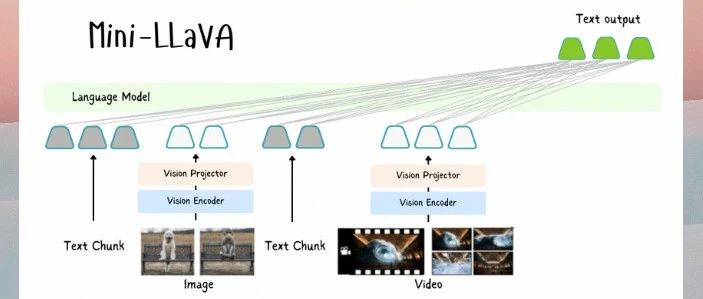 Mini-LLaVA
Text output
Language Model
Vision Projector
Vision Projector
Vision Encoder
Vision Encoder
Text Chunk
Text Chunk
Image
Video